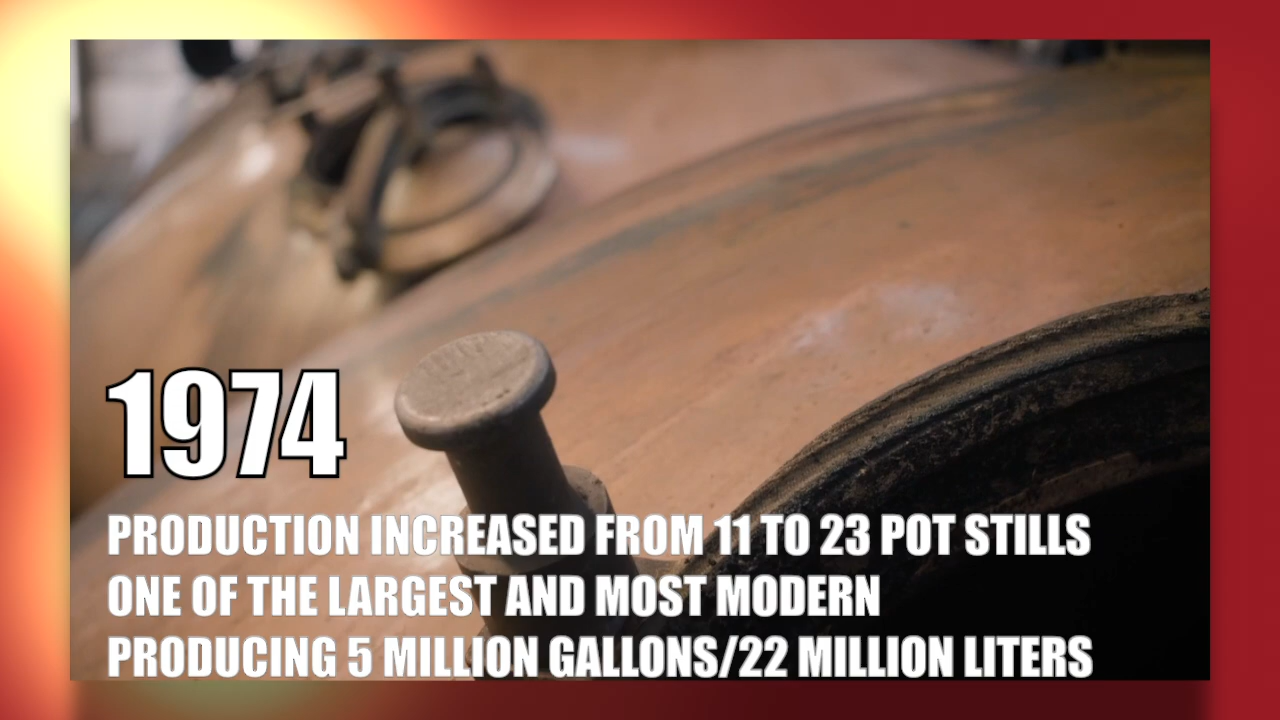 1974
PRODUCTION INCREASED FROM 11 TO 23 POT STILLS
ONE OF THE LARGEST AND MOST MODERN
PRODUCING 5 MILLION GALLONS/22 MILLION LITERS